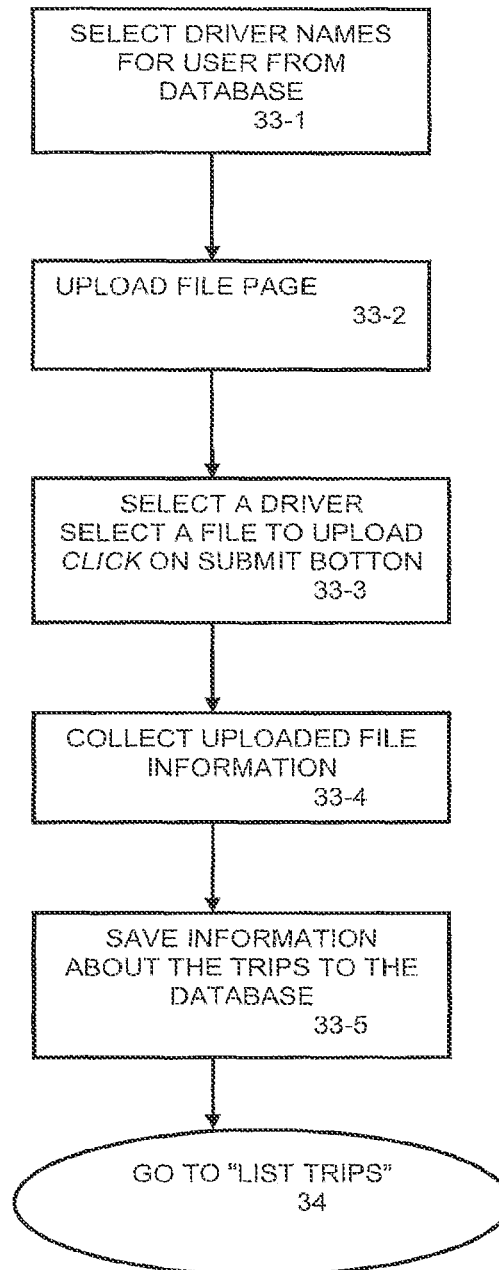 SELECT DRIVER NAMES
FOR USER FROM
DATABASE
33-1
UPLOAD FILE PAGE
33-2
SELECT A DRIVER
SELECT A FILE TO UPLOAD
CLICK ON SUBMIT BOTTON
33-3
COLLECT UPLOADED FILE
INFORMATION
33-4
SAVE INFORMATION
ABOUT THE TRIPS TO THE
DATABASE
33-5
GO TO "LIST TRIPS"
34